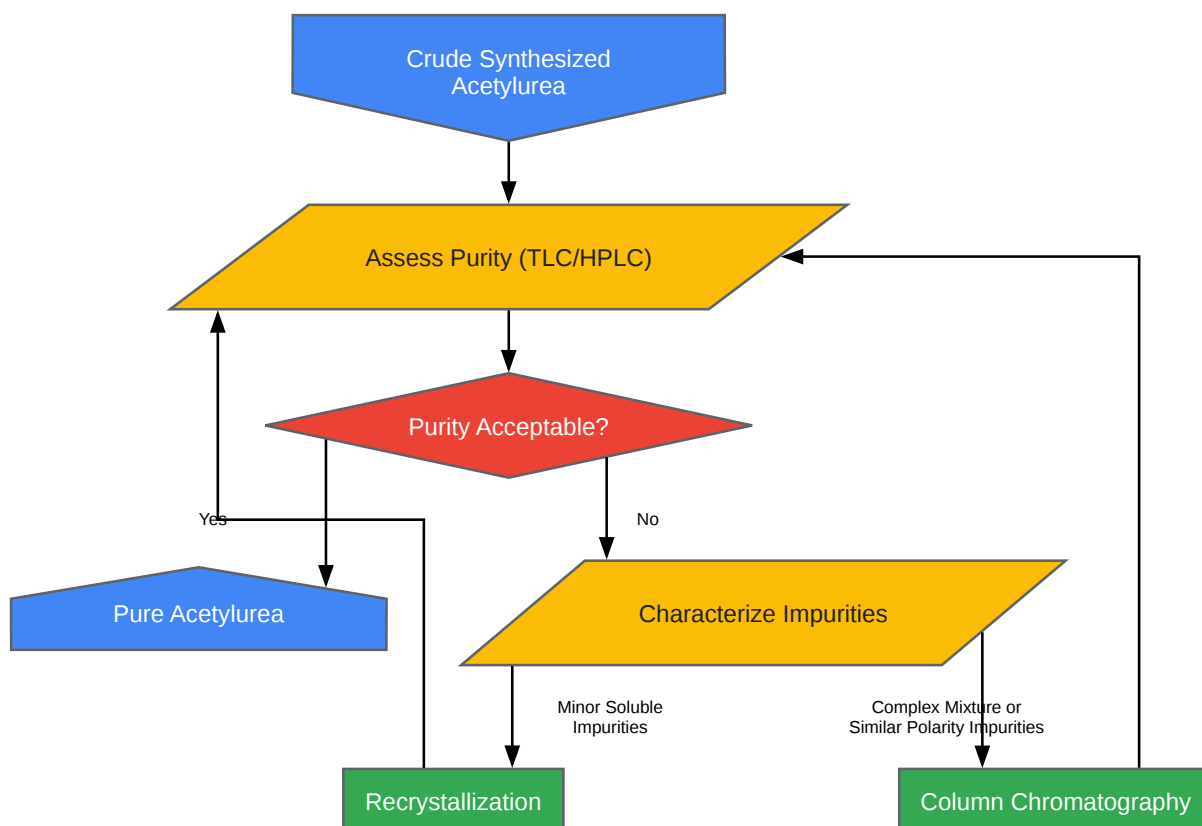 Crude Synthesized
Acetylurea
Assess Purity (TLC/HPLC)
Purity Acceptable?
Yes
No
Pure Acetylurea
Characterize Impurities
Minor Soluble
Impurities
Complex Mixture or
Similar Polarity Impurities
Recrystallization
Column Chromatography